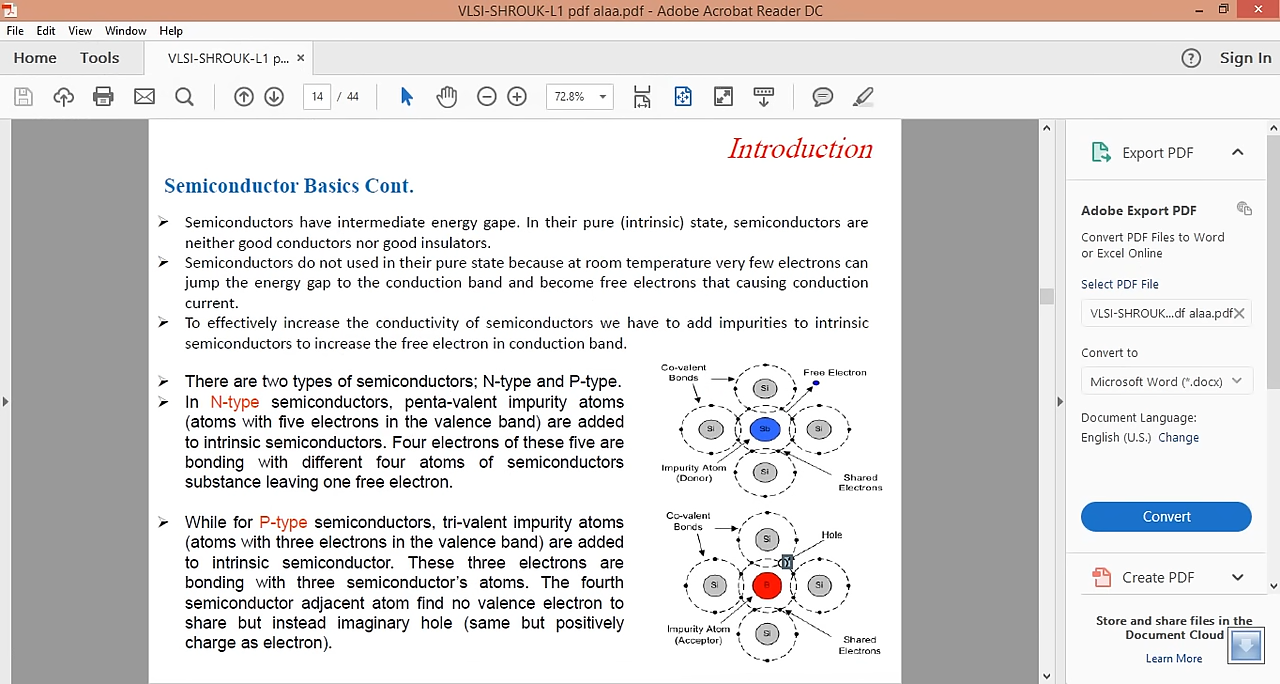 VLSI-SHROUK-L1 pdf alaa.pdf - Adobe Acrobat Reader DC
File Edit View Window Help
Home Tools VLSI-SHROUK-L1 p... × ? Sign In
14 / 44 72.8%
Introduction
Semiconductor Basics Cont.
Semiconductors have intermediate energy gape. In their pure (intrinsic) state, semiconductors are
neither good conductors nor good insulators.
Semiconductors do not used in their pure state because at room temperature very few electrons can
jump the energy gap to the conduction band and become free electrons that causing conduction
current.
To effectively increase the conductivity of semiconductors we have to add impurities to intrinsic
semiconductors to increase the free electron in conduction band.
There are two types of semiconductors; N-type and P-type.
In N-type semiconductors, penta-valent impurity atoms
(atoms with five electrons in the valence band) are added
to intrinsic semiconductors. Four electrons of these five are
bonding with different four atoms of semiconductors
substance leaving one free electron.
While for P-type semiconductors, tri-valent impurity atoms
(atoms with three electrons in the valence band) are added
to intrinsic semiconductor. These three electrons are
bonding with three semiconductor's atoms. The fourth
semiconductor adjacent atom find no valence electron to
share but instead imaginary hole (same but positively
charge as electron).
Co-valent
Bonds
Free Electron
Si
Si Sb Si
Si
Impurity Atom
(Donor)
Shared
Electrons
Co-valent
Bonds
Hole
Si
Si B Si
Si
Impurity Atom
(Acceptor)
Shared
Electrons
Export PDF
Adobe Export PDF
Convert PDF Files to Word
or Excel Online
Select PDF File
VLSI-SHROUK...df alaa.pdf
Convert to
Microsoft Word (*.docx)
Document Language:
English (U.S.) Change
Convert
Create PDF
Store and share files in the
Document Cloud
Learn More